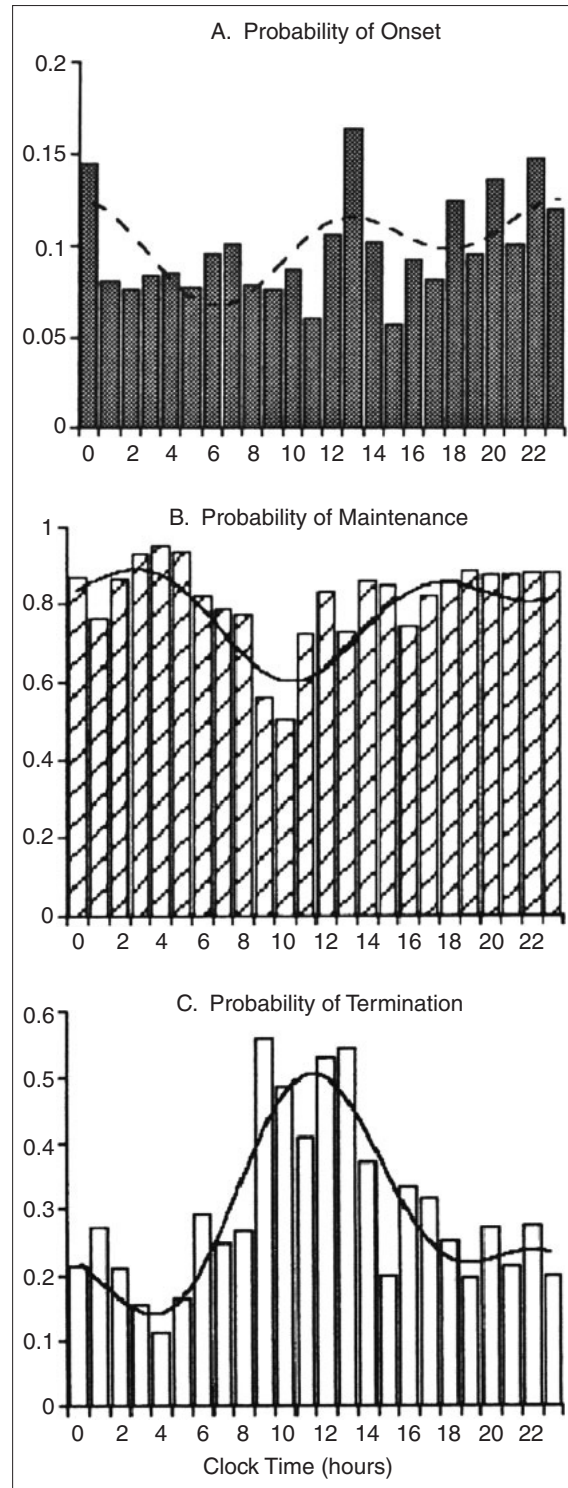 A. Probability of Onset
0.2
0.15
0.1
0.05
0
0 2 4 6 8 10 12 14 16 18 20 22
B. Probability of Maintenance
1
0.8
0.6
0.4
0.2
0
0 2 4 6 8 10 12 14 16 18 20 22
C. Probability of Termination
0.6
0.5
0.4
0.3
0.2
0.1
0
0 2 4 6 8 10 12 14 16 18 20 22
Clock Time (hours)